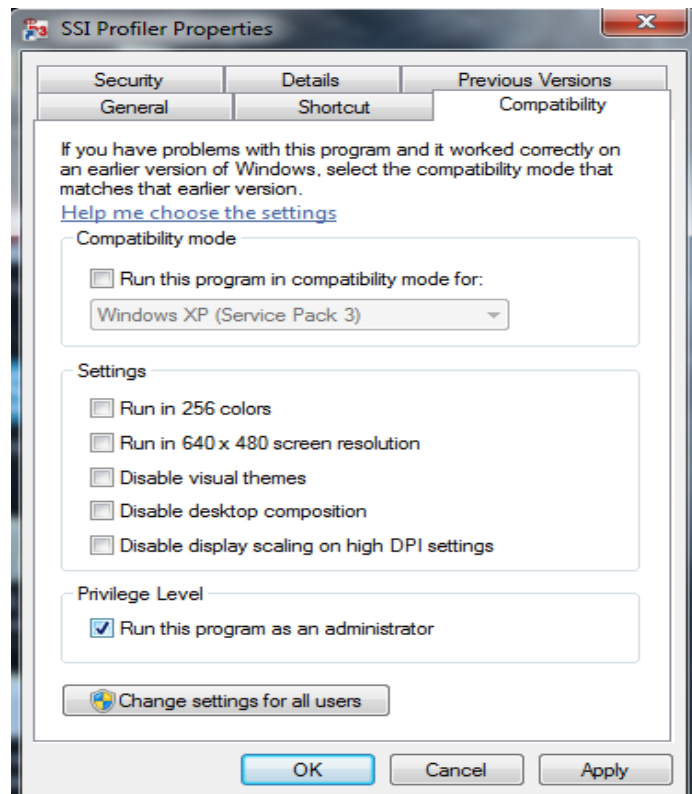 SSI Profiler Properties
Security
Details
Previous Versions
General
Shortcut
Compatibility
If you have problems with this program and it worked correctly on
an earlier version of Windows, select the compatibility mode that
matches that earlier version.
Help me choose the settings
Compatibility mode
Run this program in compatibility mode for:
Windows XP (Service Pack 3)
Settings
Run in 256 colors
Run in 640 x 480 screen resolution
Disable visual themes
Disable desktop composition
Disable display scaling on high DPI settings
Privilege Level
Run this program as an administrator
Change settings for all users
OK
Cancel
Apply